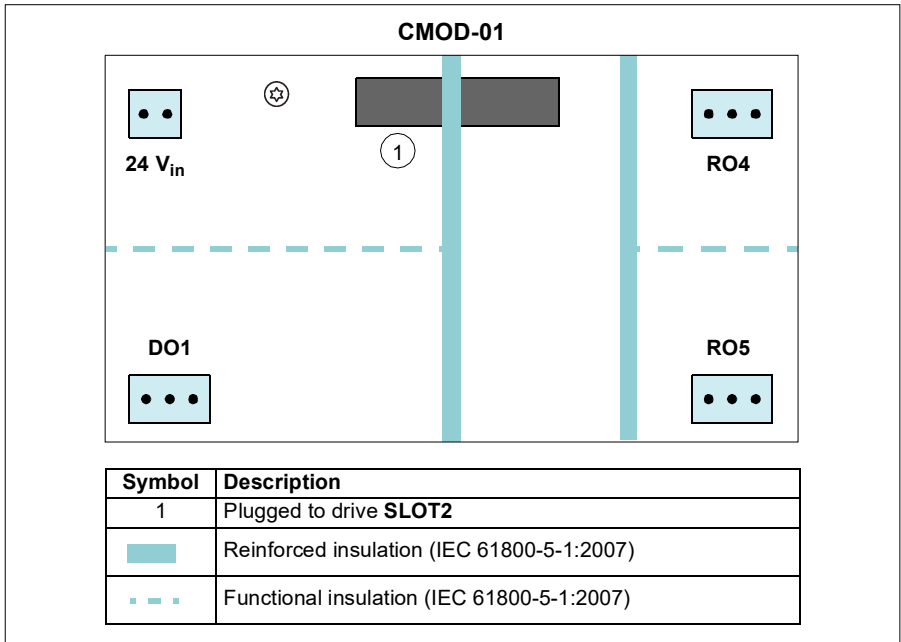 CMOD-01
24 Vin
1
RO4
DO1
RO5
Symbol Description
1 Plugged to drive SLOT2
Reinforced insulation (IEC 61800-5-1:2007)
Functional insulation (IEC 61800-5-1:2007)